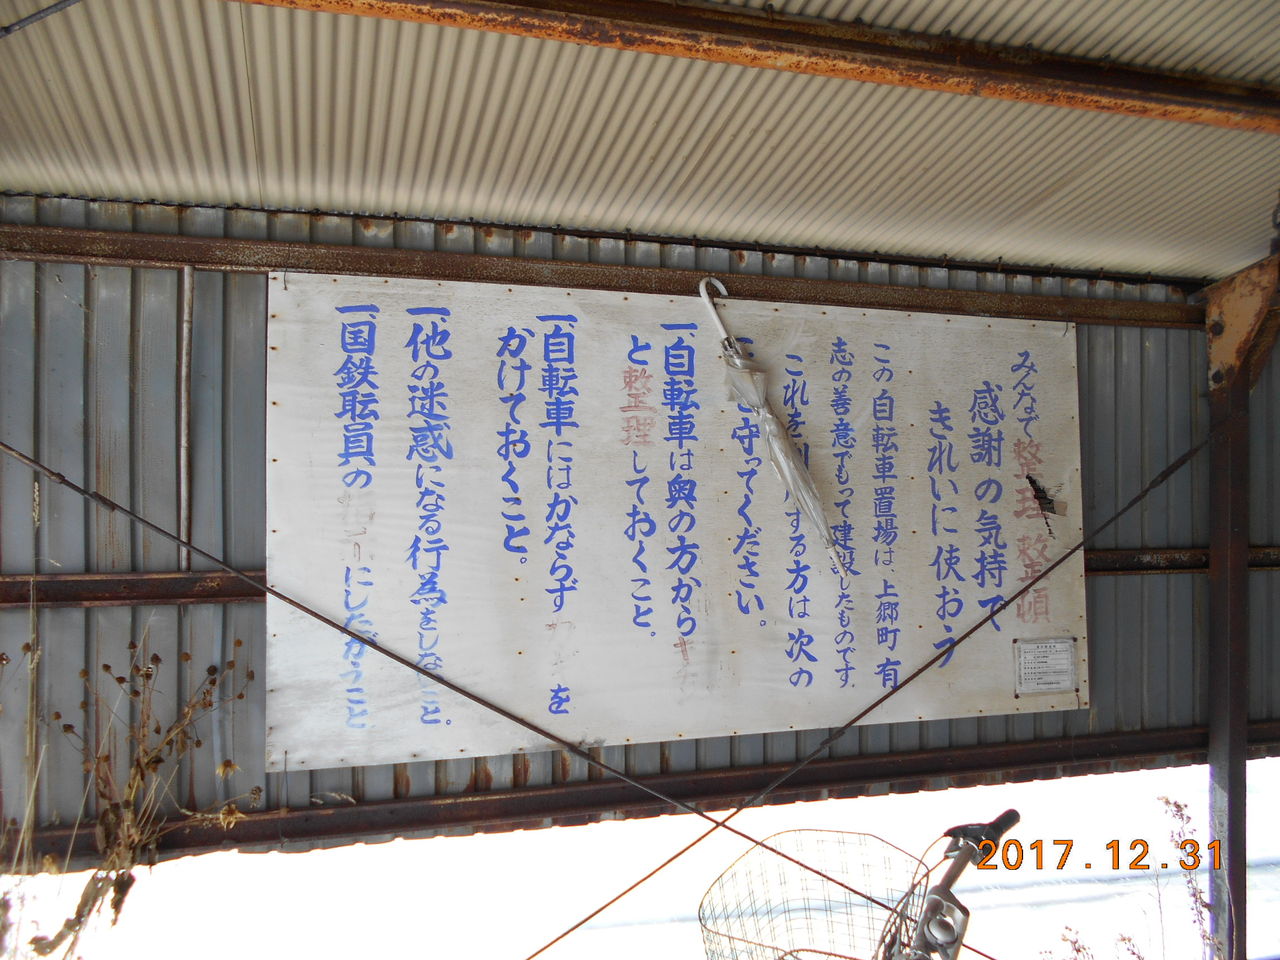 みんなで整理整頓
感謝の気持で
きれいに使おう
この自転車置場は、上郷町有
志の善意でもって建設したものです。
これを する方は次の
守ってください。
一、自転車は奥の方から
と整理しておくこと。
一、自転車にはかならず を
かけておくこと。
一、他の迷惑になる行為をしないこと。
一、国鉄職員の にしたがうこと
2017.12.31